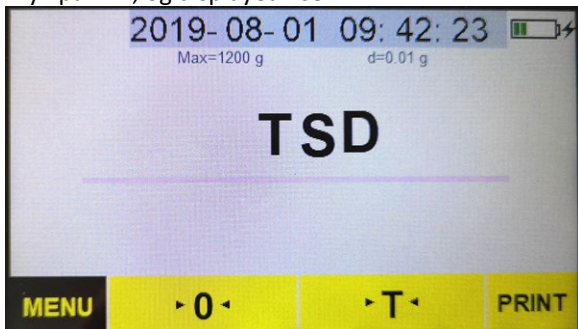 2019-08-01 09:42:23
Max=1200 g d=0.01 g
TSD
MENU ▸0◂ ▸T◂ PRINT